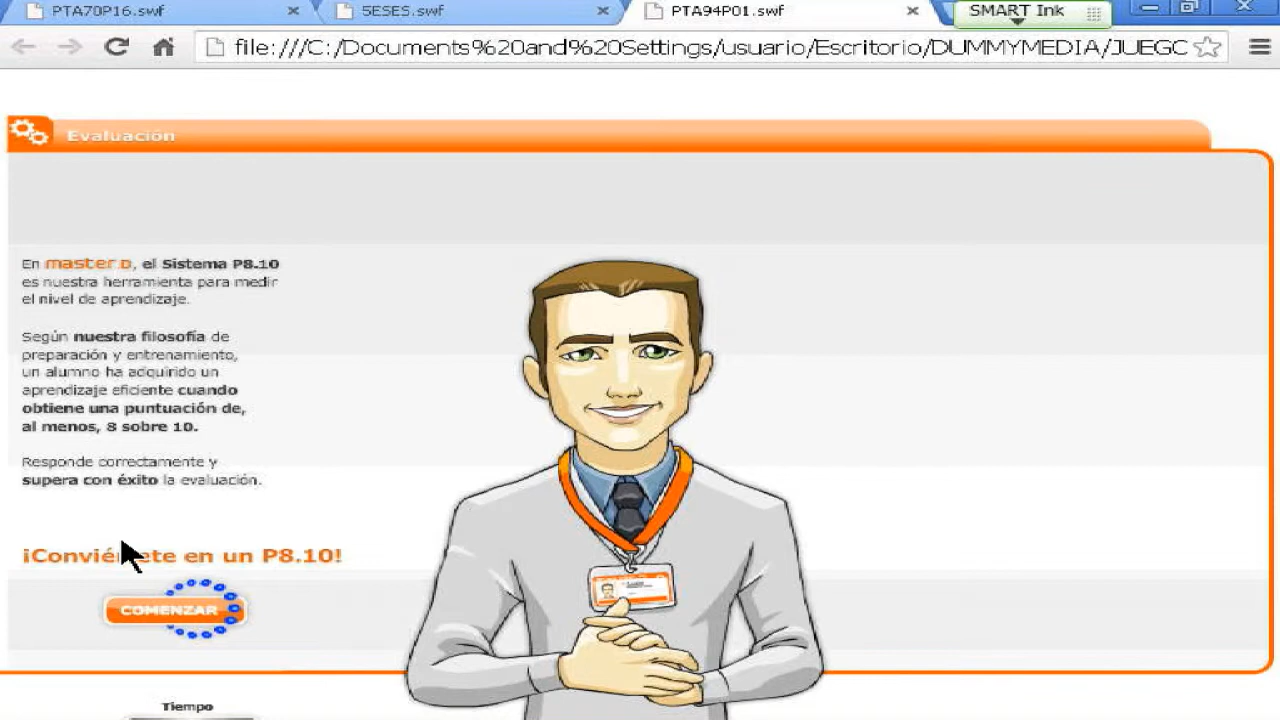 PTA70P16.swf
5ESES.swf
PTA94P01.swf
SMART Ink
file:///C:/Documents%20and%20Settings/usuario/Escritorio/DUMMYMEDIA/JUEGC
Evaluación
En master.D, el Sistema P8.10
es nuestra herramienta para medir
el nivel de aprendizaje.
Según nuestra filosofía de
preparación y entrenamiento,
un alumno ha adquirido un
aprendizaje eficiente cuando
obtiene una puntuación de,
al menos, 8 sobre 10.
Responde correctamente y
supera con éxito la evaluación.
¡Conviértete en un P8.10!
COMENZAR
Tiempo